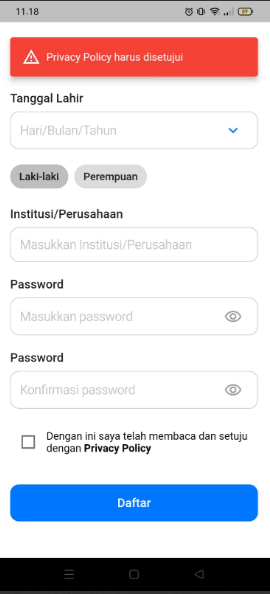 11.18
Privacy Policy harus disetujui
Tanggal Lahir
Hari/Bulan/Tahun
Laki-laki Perempuan
Institusi/Perusahaan
Masukkan Institusi/Perusahaan
Password
Masukkan password
Password
Konfirmasi password
Dengan ini saya telah membaca dan setuju
dengan Privacy Policy
Daftar